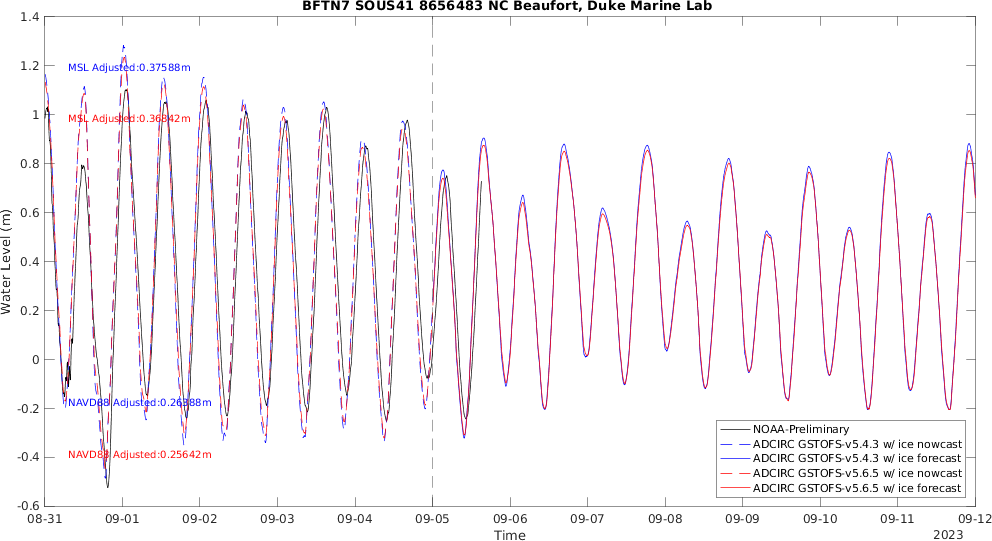 BFTN7 SOUS41 8656483 NC Beaufort, Duke Marine Lab
1.4
1.2
1
0.8
0.6
0.4
0.2
0
-0.2
-0.4
-0.6
Water Level (m)
MSL Adjusted:0.37588m
MSL Adjusted:0.36842m
NAVD88 Adjusted:0.26388m
NAVD88 Adjusted:0.25642m
NOAA-Preliminary
ADCIRC GSTOFS-v5.4.3 w/ ice nowcast
ADCIRC GSTOFS-v5.4.3 w/ ice forecast
ADCIRC GSTOFS-v5.6.5 w/ ice nowcast
ADCIRC GSTOFS-v5.6.5 w/ ice forecast
08-31 09-01 09-02 09-03 09-04 09-05 09-06 09-07 09-08 09-09 09-10 09-11 09-12
Time
2023